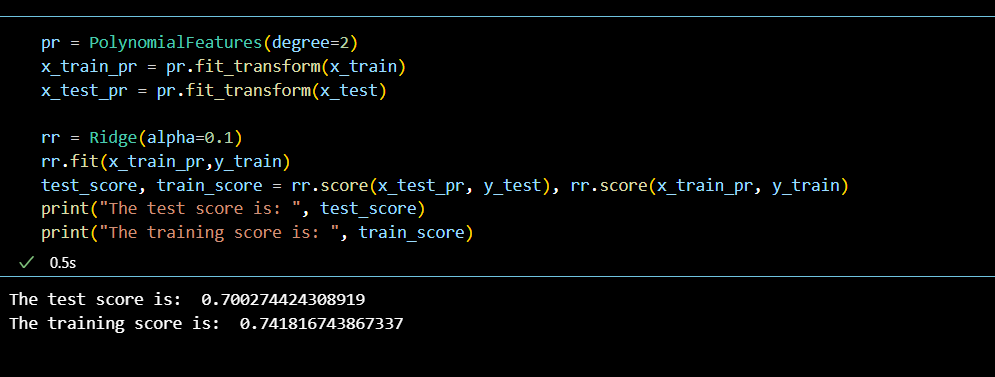 pr = PolynomialFeatures(degree=2)
x_train_pr = pr.fit_transform(x_train)
x_test_pr = pr.fit_transform(x_test)
rr = Ridge(alpha=0.1)
rr.fit(x_train_pr,y_train)
test_score, train_score = rr.score(x_test_pr, y_test), rr.score(x_train_pr, y_train)
print("The test score is: ", test_score)
print("The training score is: ", train_score)
✓ 0.5s
The test score is:  0.700274424308919
The training score is:  0.741816743867337